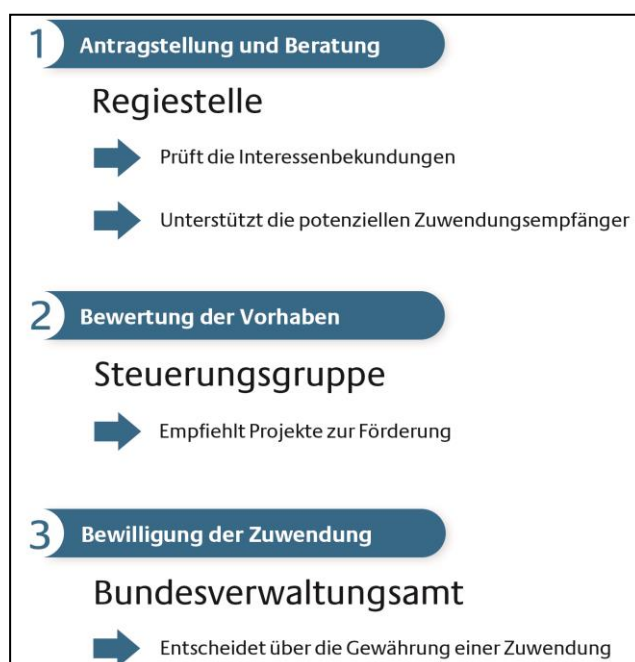 1 Antragstellung und Beratung
Regiestelle
Prüft die Interessenbekundungen
Unterstützt die potenziellen Zuwendungsempfänger
2 Bewertung der Vorhaben
Steuerungsgruppe
Empfiehlt Projekte zur Förderung
3 Bewilligung der Zuwendung
Bundesverwaltungsamt
Entscheidet über die Gewährung einer Zuwendung